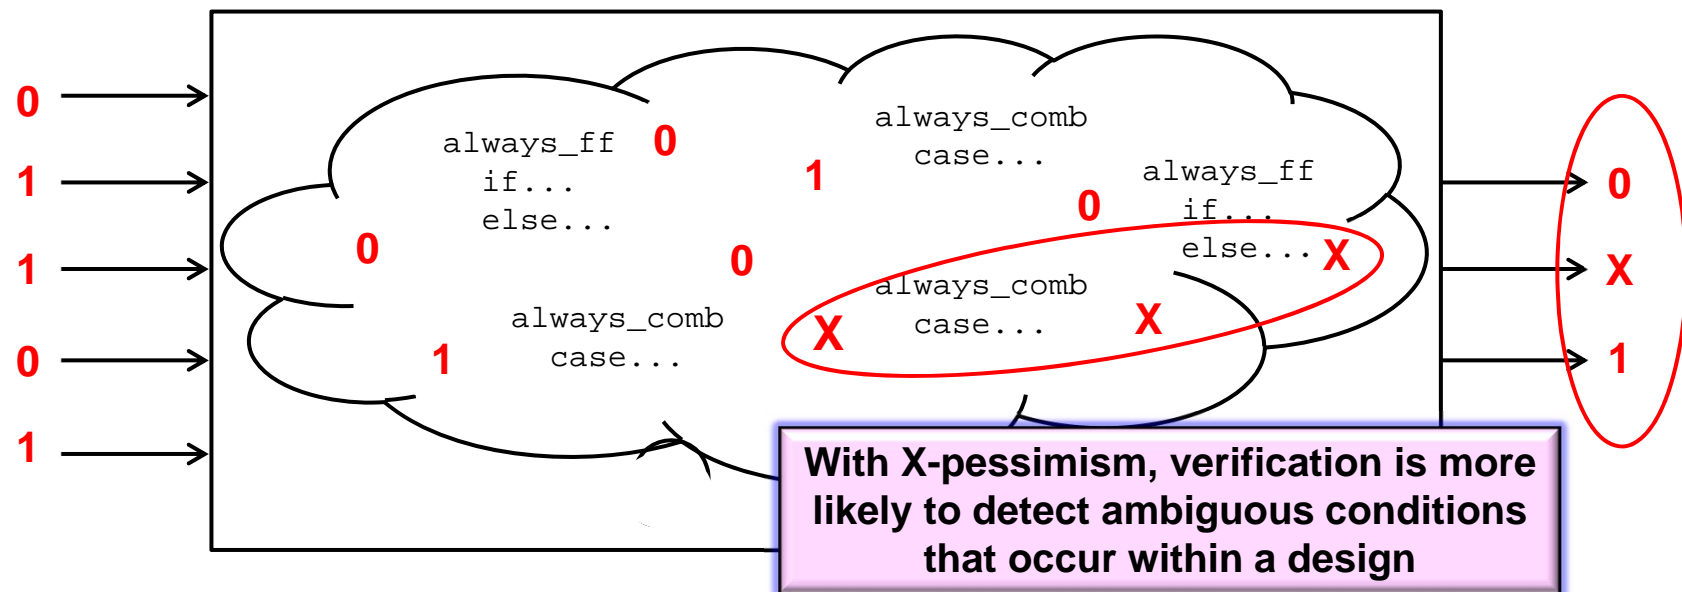 0
1
1
0
1
always_ff
if...
else...
0
0
1
always_comb
case...
0
always_comb
case...
1
0
always_ff
if...
else...
X
always_comb
case...
X
X
0
X
1
With X-pessimism, verification is more
likely to detect ambiguous conditions
that occur within a design